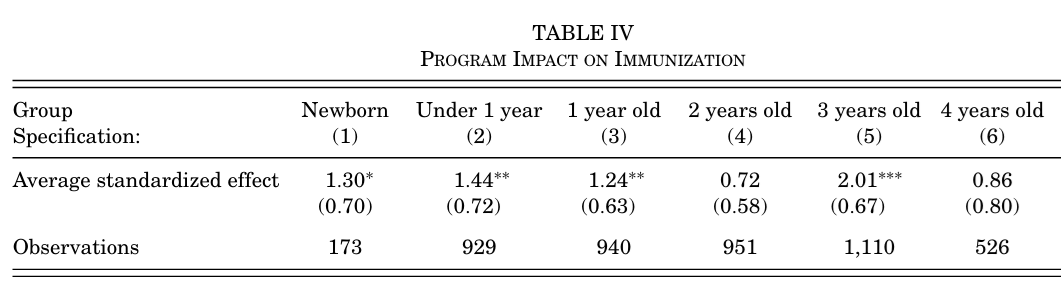 TABLE IV
PROGRAM IMPACT ON IMMUNIZATION
Group Newborn Under 1 year 1 year old 2 years old 3 years old 4 years old
Specification: (1) (2) (3) (4) (5) (6)
Average standardized effect 1.30* 1.44** 1.24** 0.72 2.01*** 0.86
(0.70) (0.72) (0.63) (0.58) (0.67) (0.80)
Observations 173 929 940 951 1,110 526